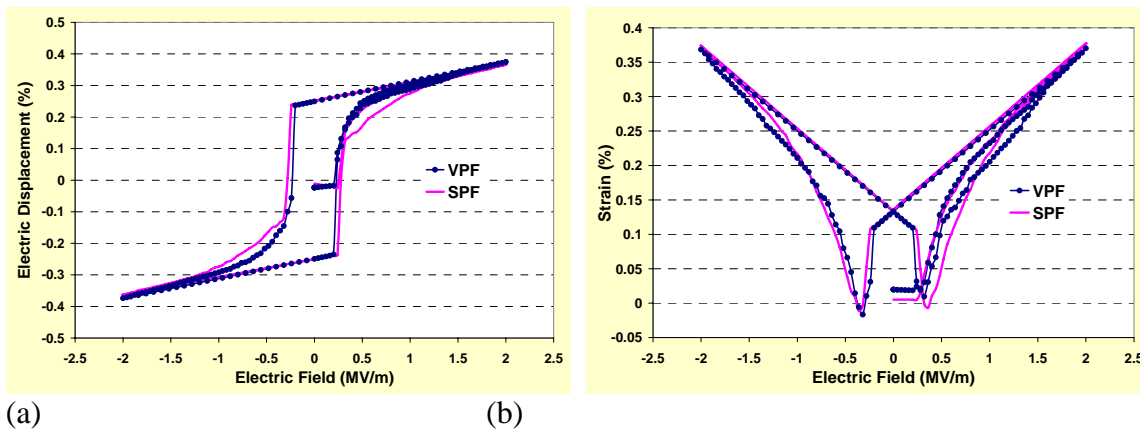 0.5
0.4
0.3
0.2
0.1
0
-0.1
-0.2
-0.3
-0.4
-0.5
Electric Displacement (%)
VPF
SPF
-2.5 -2 -1.5 -1 -0.5 0 0.5 1 1.5 2 2.5
Electric Field (MV/m)
0.4
0.35
0.3
0.25
0.2
0.15
0.1
0.05
0
-0.05
Strain (%)
VPF
SPF
-2.5 -2 -1.5 -1 -0.5 0 0.5 1 1.5 2 2.5
Electric Field (MV/m)
(a) (b)